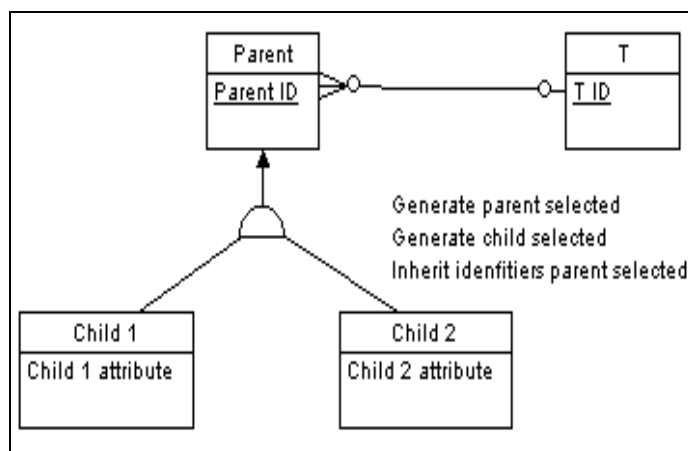 Parent
T
Parent ID
T ID
Generate parent selected
Generate child selected
Inherit idenfitiers parent selected
Child 1
Child 2
Child 1 attribute
Child 2 attribute